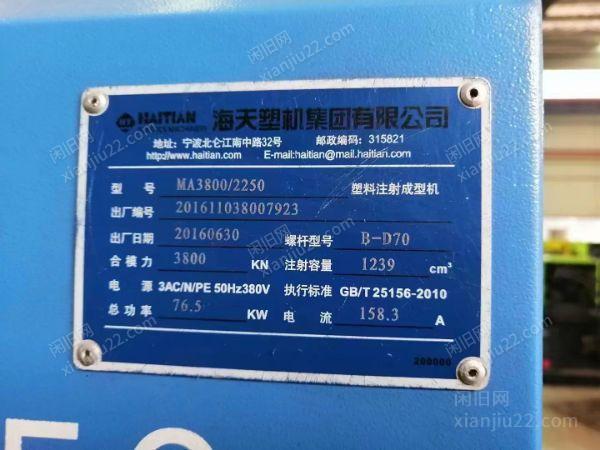 HAITIAN 海天塑机集团有限公司
PLASTICS MACHINERY
地址: 宁波北仑江南中路32号 邮政编码: 315821
http://www.haitian.com E-mail:haitian@mail.haitian.com
型 号 MA3800/2250 塑料注射成型机
出厂编号 201611038007923
出厂日期 20160630 螺杆型号 B-D70
合模力 3800 KN 注射容量 1239 cm³
电 源 3AC/N/PE 50Hz380V 执行标准 GB/T 25156-2010
总功率 76.5 KW 电 流 158.3 A
200000
闲旧网
xianjiu22.com